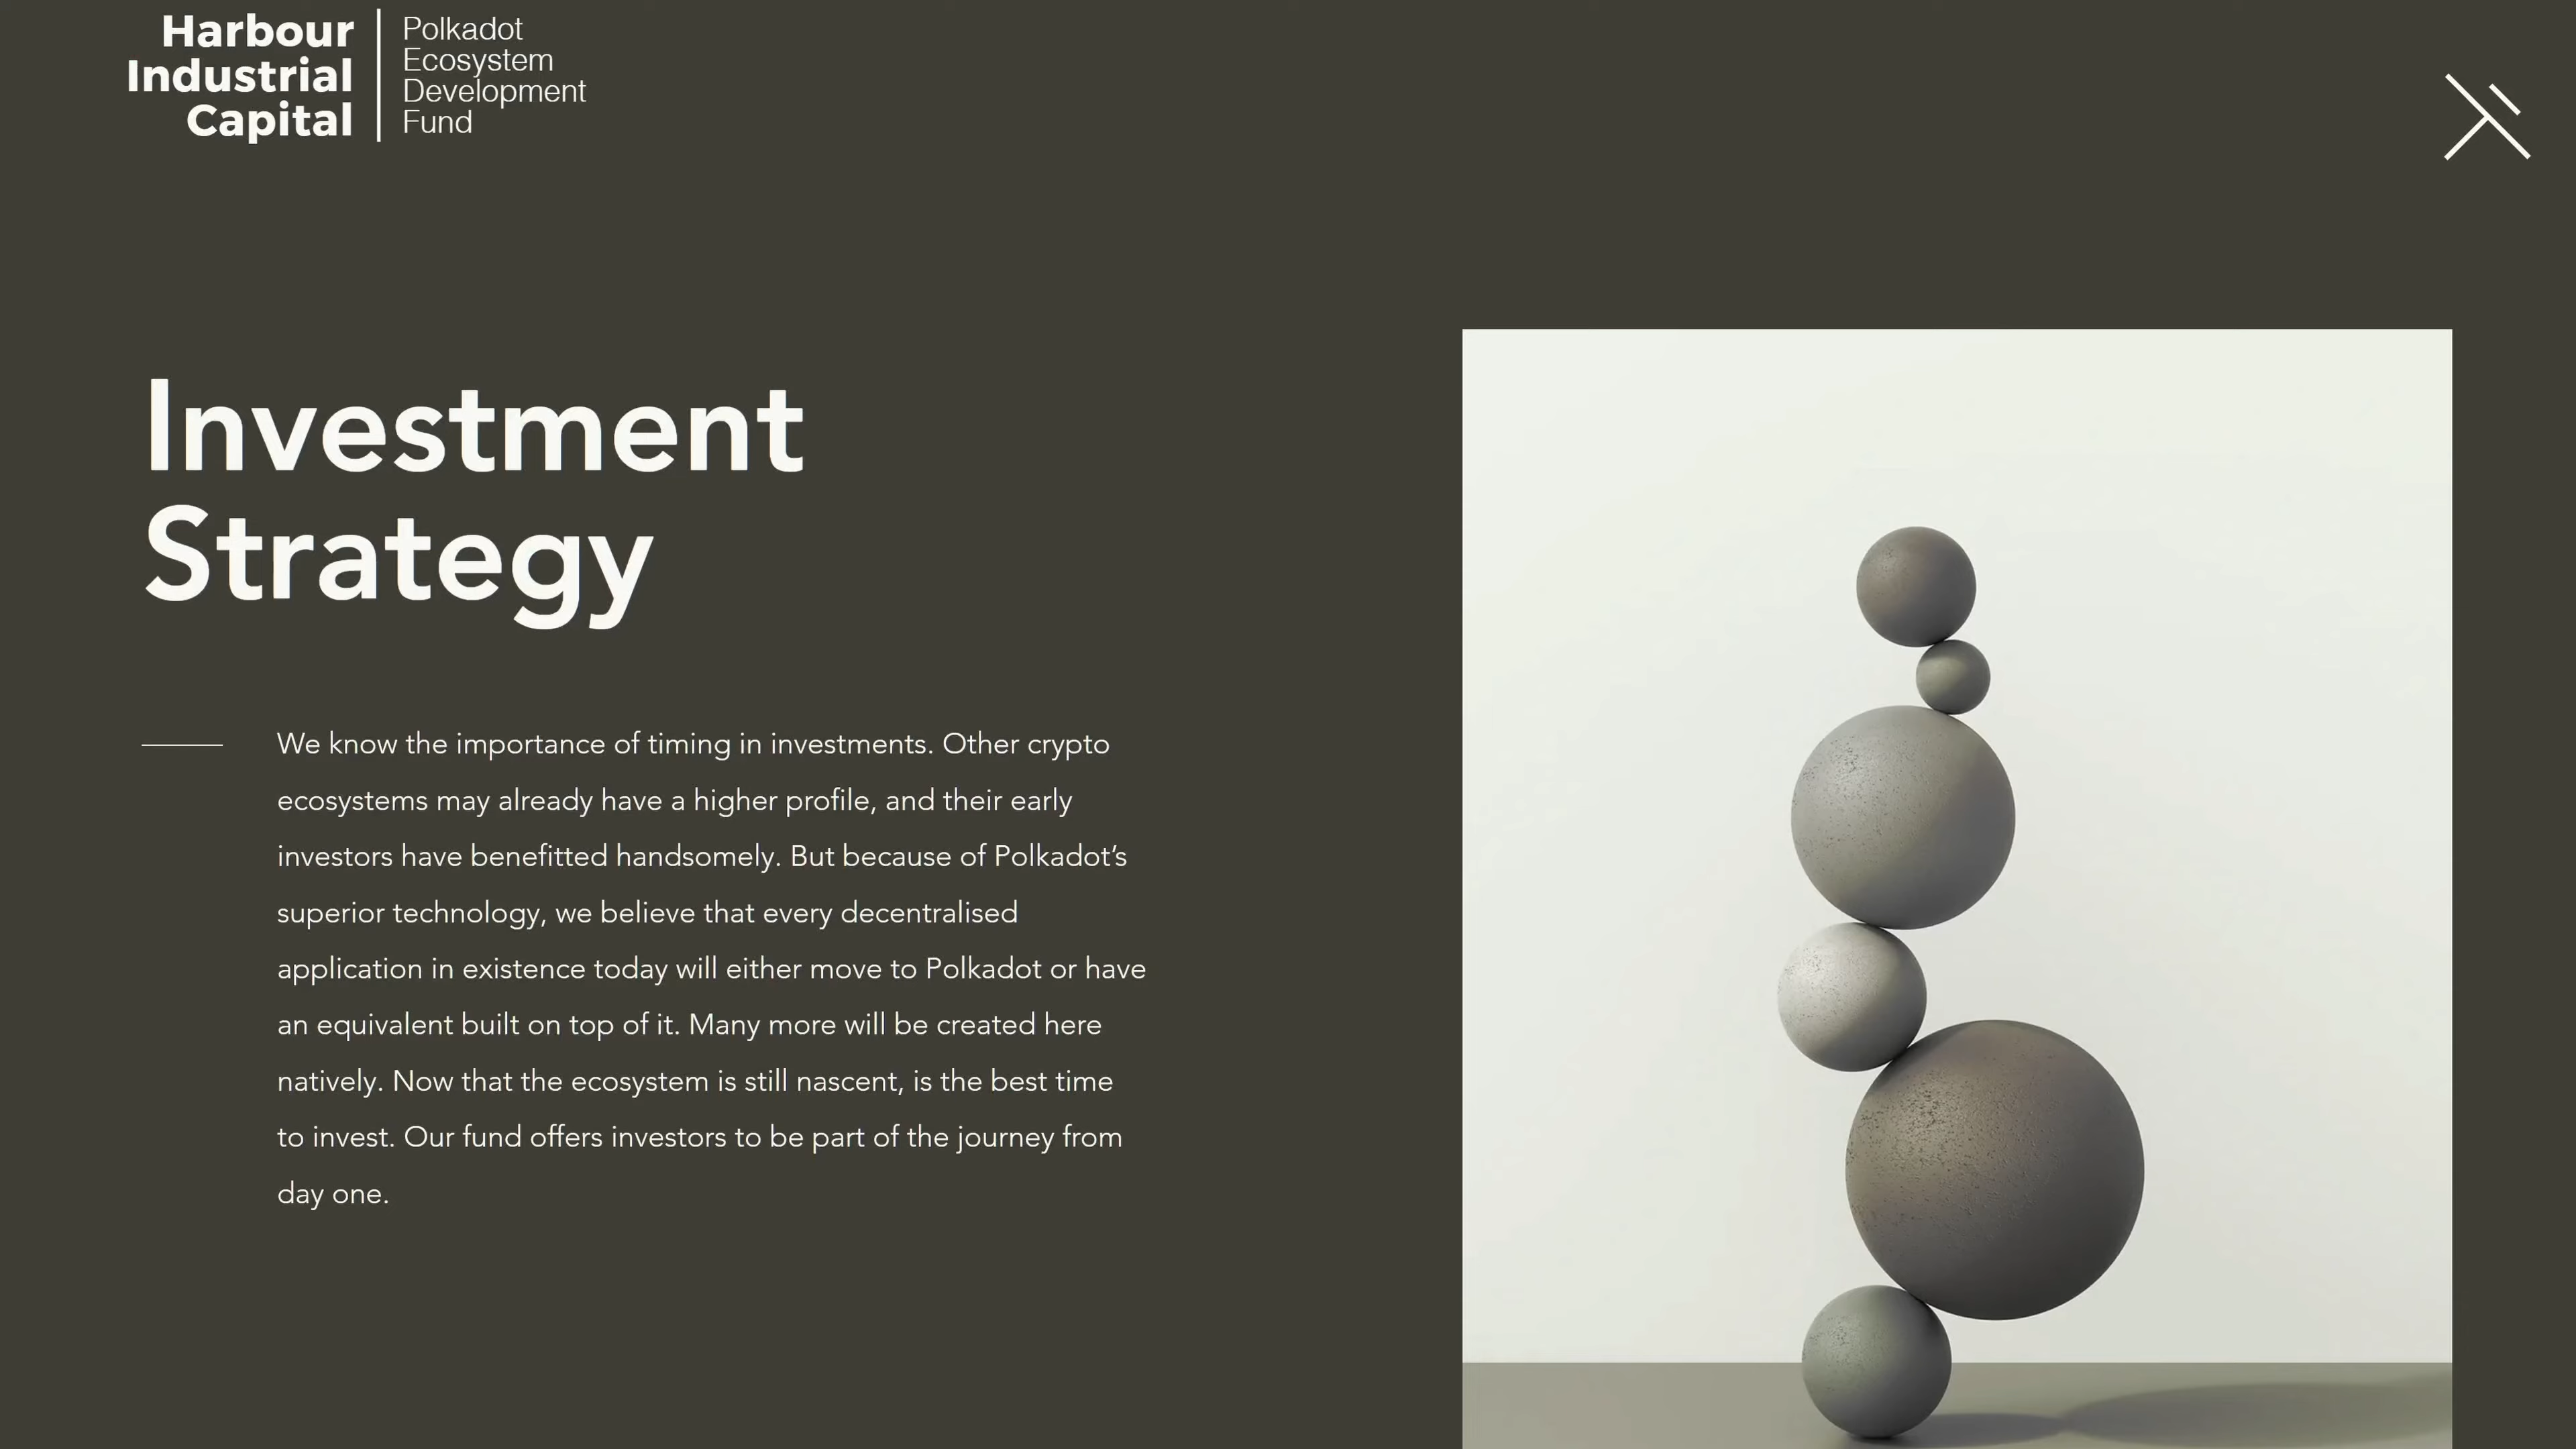 Harbour
Industrial
Capital
Polkadot
Ecosystem
Development
Fund
Investment
Strategy
We know the importance of timing in investments. Other crypto
ecosystems may already have a higher profile, and their early
investors have benefitted handsomely. But because of Polkadot’s
superior technology, we believe that every decentralised
application in existence today will either move to Polkadot or have
an equivalent built on top of it. Many more will be created here
natively. Now that the ecosystem is still nascent, is the best time
to invest. Our fund offers investors to be part of the journey from
day one.